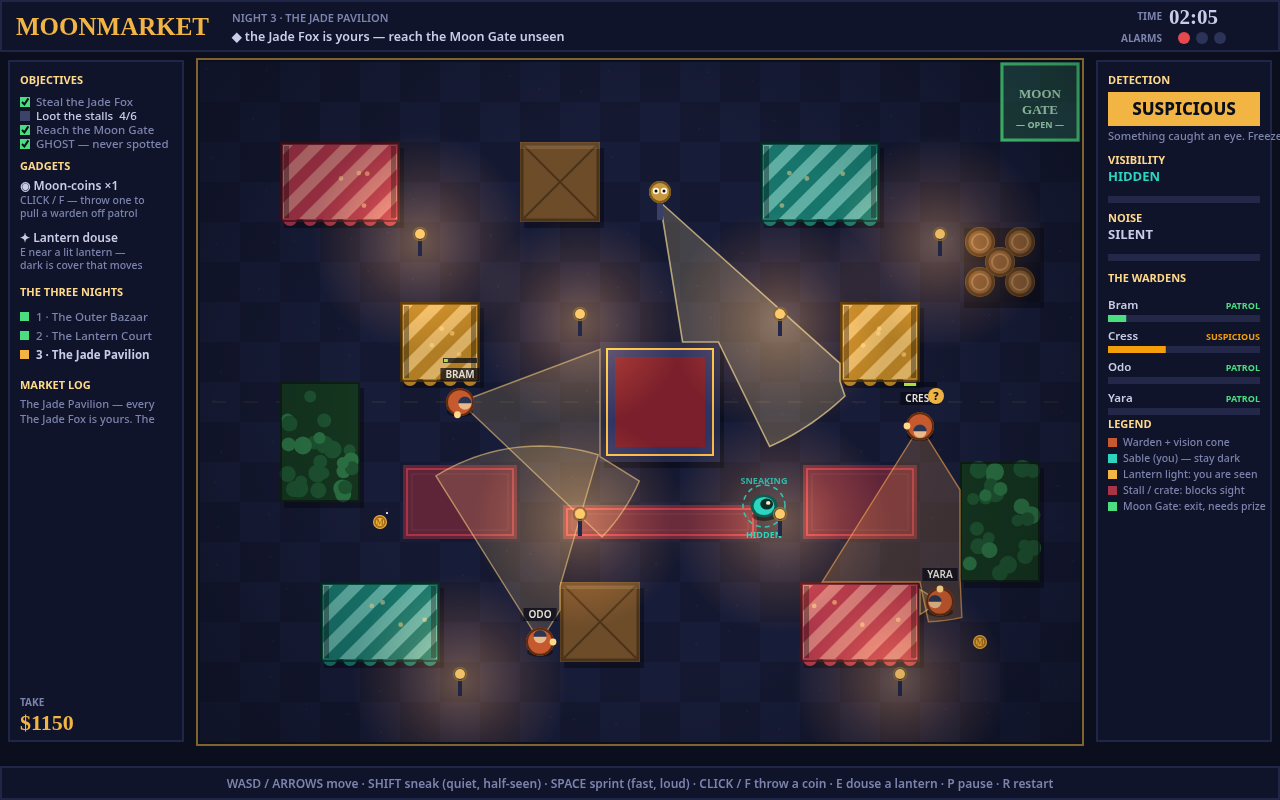 MOONMARKET
NIGHT 3 · THE JADE PAVILION
◆ the Jade Fox is yours — reach the Moon Gate unseen
TIME 02:05
ALARMS
OBJECTIVES
Steal the Jade Fox
Loot the stalls 4/6
Reach the Moon Gate
GHOST — never spotted
GADGETS
◉ Moon-coins ×1
CLICK / F — throw one to
pull a warden off patrol
✦ Lantern douse
E near a lit lantern —
dark is cover that moves
THE THREE NIGHTS
1 · The Outer Bazaar
2 · The Lantern Court
3 · The Jade Pavilion
MARKET LOG
The Jade Pavilion — every
The Jade Fox is yours. The
TAKE
$1150
MOON
GATE
— OPEN —
BRAM
CRES
?
SNEAKING
HIDDEN
ODO
YARA
DETECTION
SUSPICIOUS
Something caught an eye. Freeze
VISIBILITY
HIDDEN
NOISE
SILENT
THE WARDENS
Bram PATROL
Cress SUSPICIOUS
Odo PATROL
Yara PATROL
LEGEND
Warden + vision cone
Sable (you) — stay dark
Lantern light: you are seen
Stall / crate: blocks sight
Moon Gate: exit, needs prize
WASD / ARROWS move · SHIFT sneak (quiet, half-seen) · SPACE sprint (fast, loud) · CLICK / F throw a coin · E douse a lantern · P pause · R restart